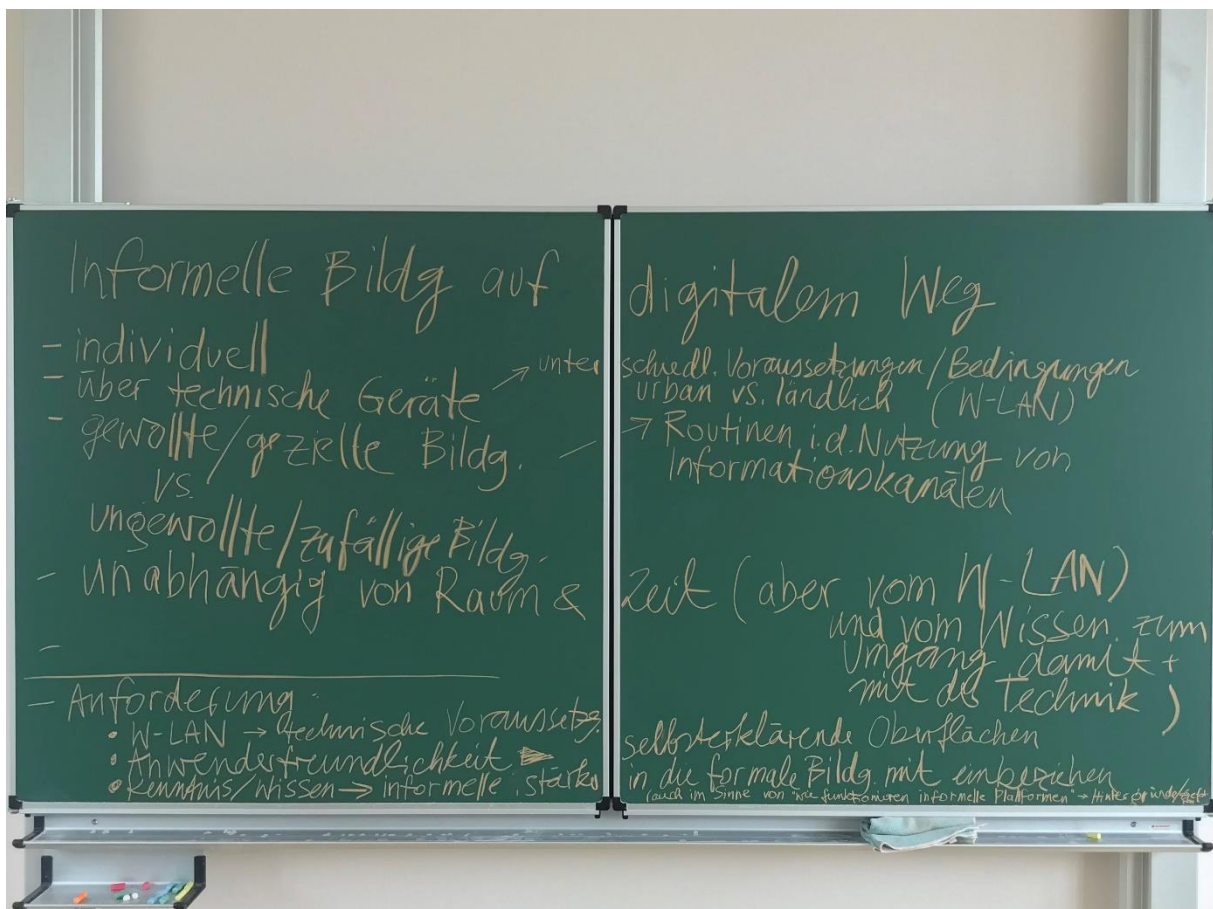 Informelle Bildg auf digitalem Weg
- individuell
- über technische Geräte → unterschiedl. Voraussetzungen/Bedingungen
urban vs. ländlich (W-LAN)
- gewollte/gezielte Bildg. → Routinen i.d. Nutzung von
Informationskanälen
vs.
ungewollte/zufällige Bildg.
- unabhängig von Raum & Zeit (aber vom W-LAN)
und vom Wissen zum
Umgang damit +
mit der Technik)
-
- Anforderung:
• W-LAN → technische Voraussetzg.
• Anwenderfreundlichkeit selbsterklärende Oberflächen
• Kenntnis/Wissen → informelle i. stärker in die formale Bildg. mit einbeziehen
(auch im Sinne von "wie funktionieren informelle Plattformen" →